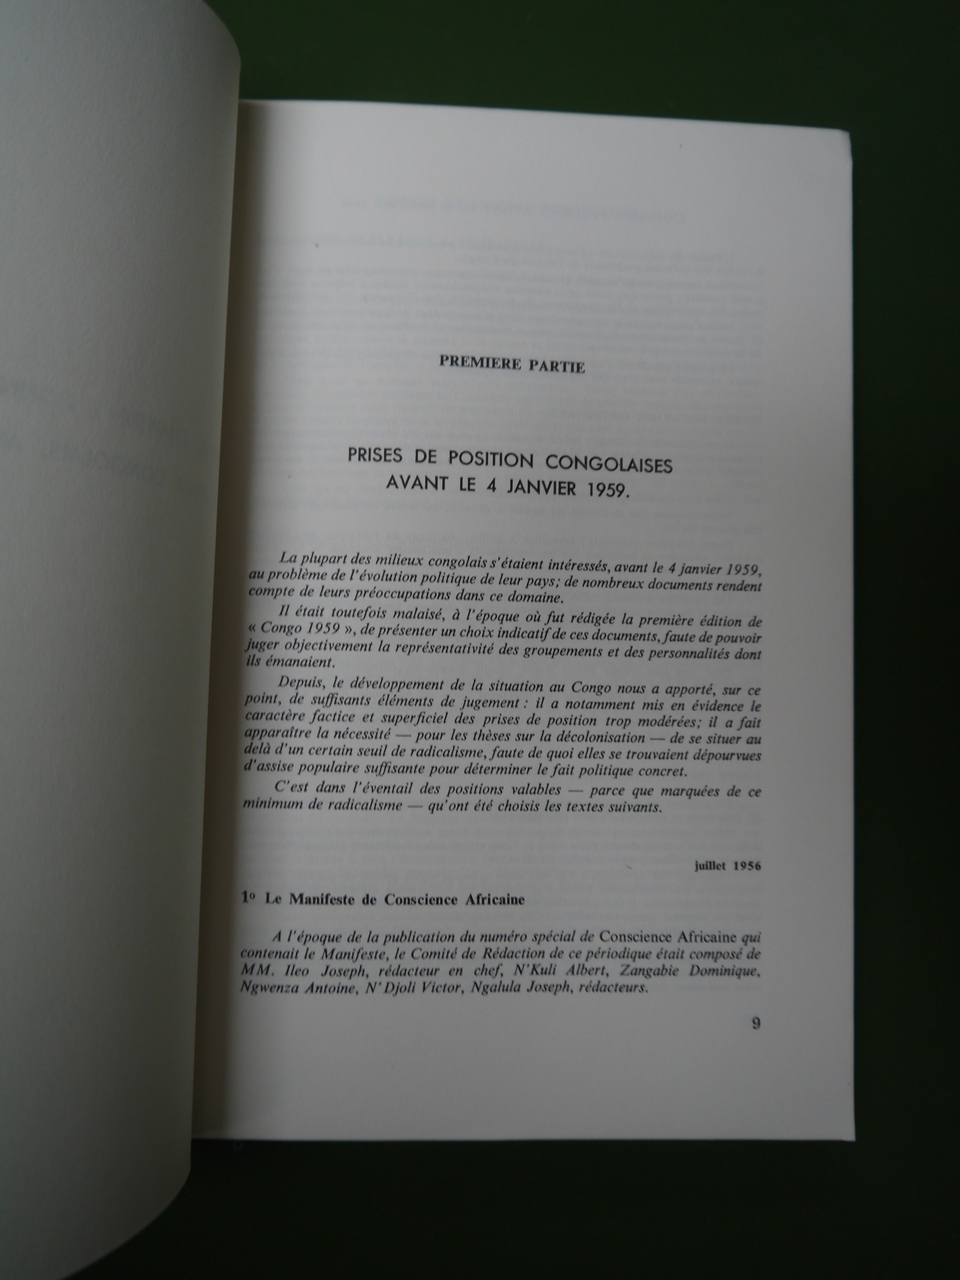 PREMIERE PARTIE
PRISES DE POSITION CONGOLAISES
AVANT LE 4 JANVIER 1959.
La plupart des milieux congolais s'étaient intéressés, avant le 4 janvier 1959,
au problème de l'évolution politique de leur pays; de nombreux documents rendent
compte de leurs préoccupations dans ce domaine.
Il était toutefois malaisé, à l'époque où fut rédigée la première édition de
« Congo 1959 », de présenter un choix indicatif de ces documents, faute de pouvoir
juger objectivement la représentativité des groupements et des personnalités dont
ils émanaient.
Depuis, le développement de la situation au Congo nous a apporté, sur ce
point, de suffisants éléments de jugement : il a notamment mis en évidence le
caractère factice et superficiel des prises de position trop modérées; il a fait
apparaître la nécessité — pour les thèses sur la décolonisation — de se situer au
delà d'un certain seuil de radicalisme, faute de quoi elles se trouvaient dépourvues
d'assise populaire suffisante pour déterminer le fait politique concret.
C'est dans l'éventail des positions valables — parce que marquées de ce
minimum de radicalisme — qu'ont été choisis les textes suivants.
juillet 1956
1º Le Manifeste de Conscience Africaine
A l'époque de la publication du numéro spécial de Conscience Africaine qui
contenait le Manifeste, le Comité de Rédaction de ce périodique était composé de
MM. Ileo Joseph, rédacteur en chef, N'Kuli Albert, Zangabie Dominique,
Ngwenza Antoine, N'Djoli Victor, Ngalula Joseph, rédacteurs.
9